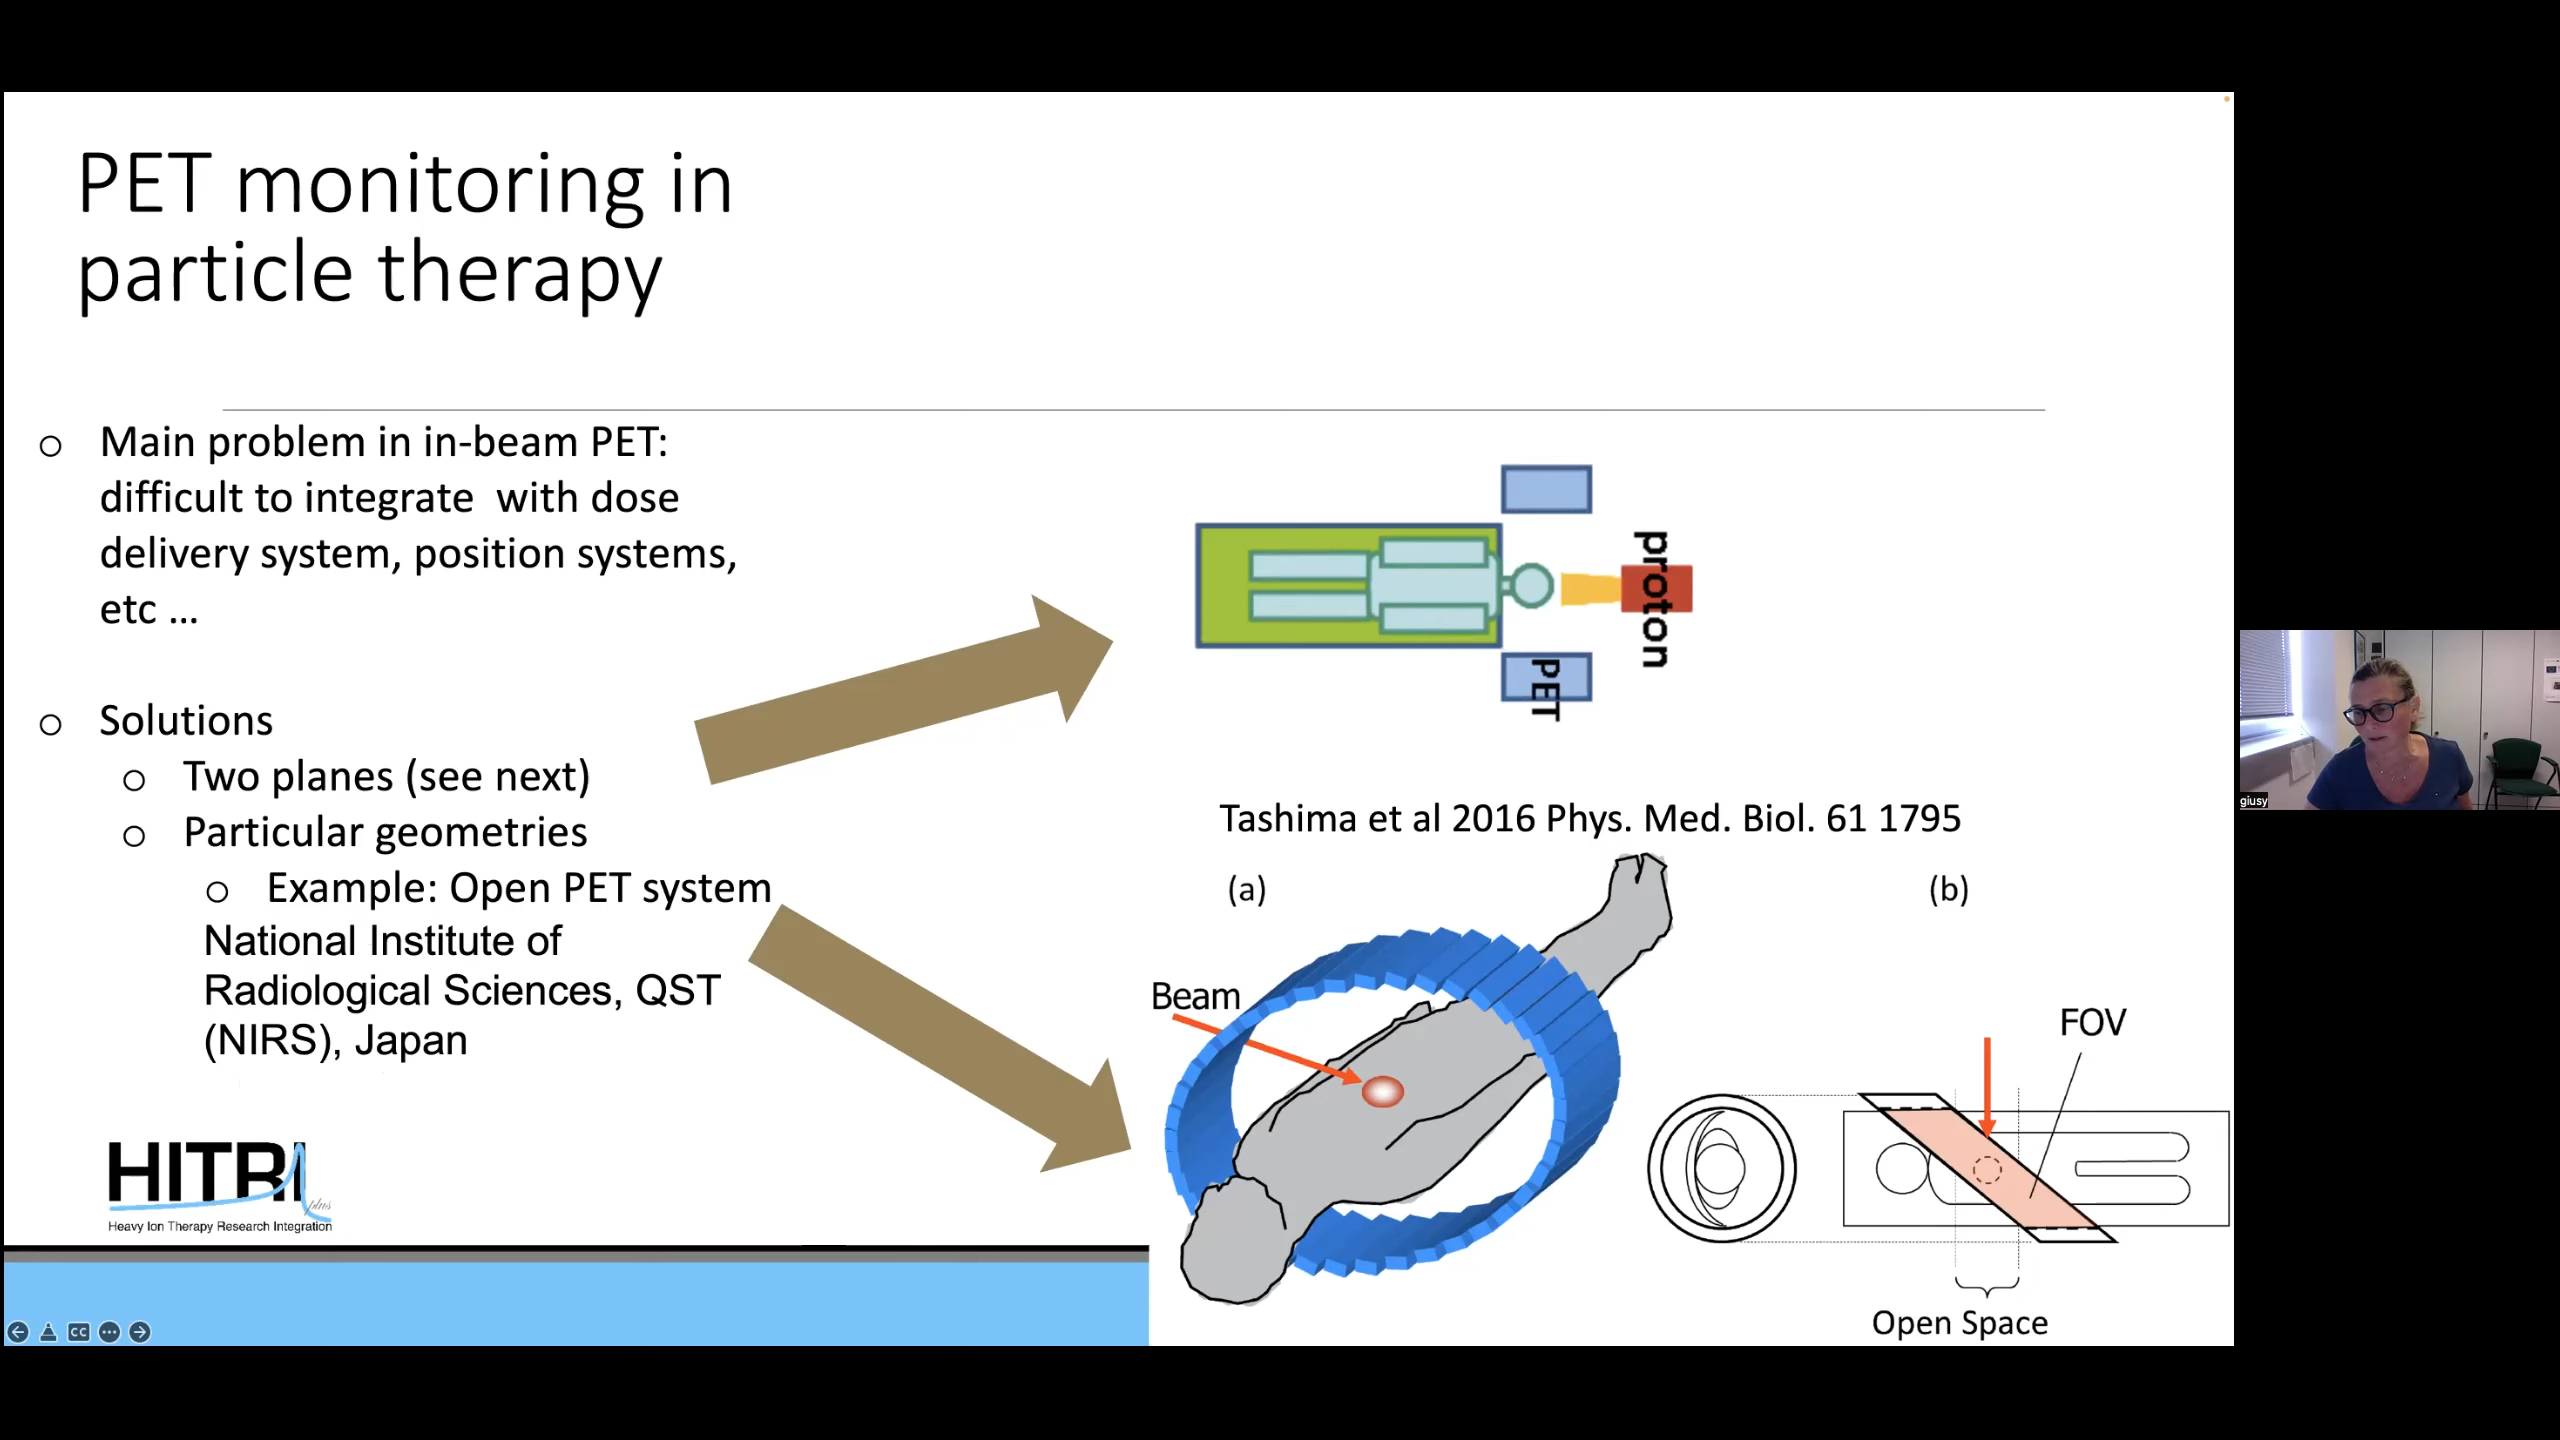 PET monitoring in
particle therapy
○ Main problem in in-beam PET:
difficult to integrate with dose
delivery system, position systems,
etc ...
○ Solutions
○ Two planes (see next)
○ Particular geometries
○ Example: Open PET system
National Institute of
Radiological Sciences, QST
(NIRS), Japan
HITRI
plus
Heavy Ion Therapy Research Integration
CC
proton
PET
Tashima et al 2016 Phys. Med. Biol. 61 1795
(a)
(b)
Beam
FOV
Open Space
giusy